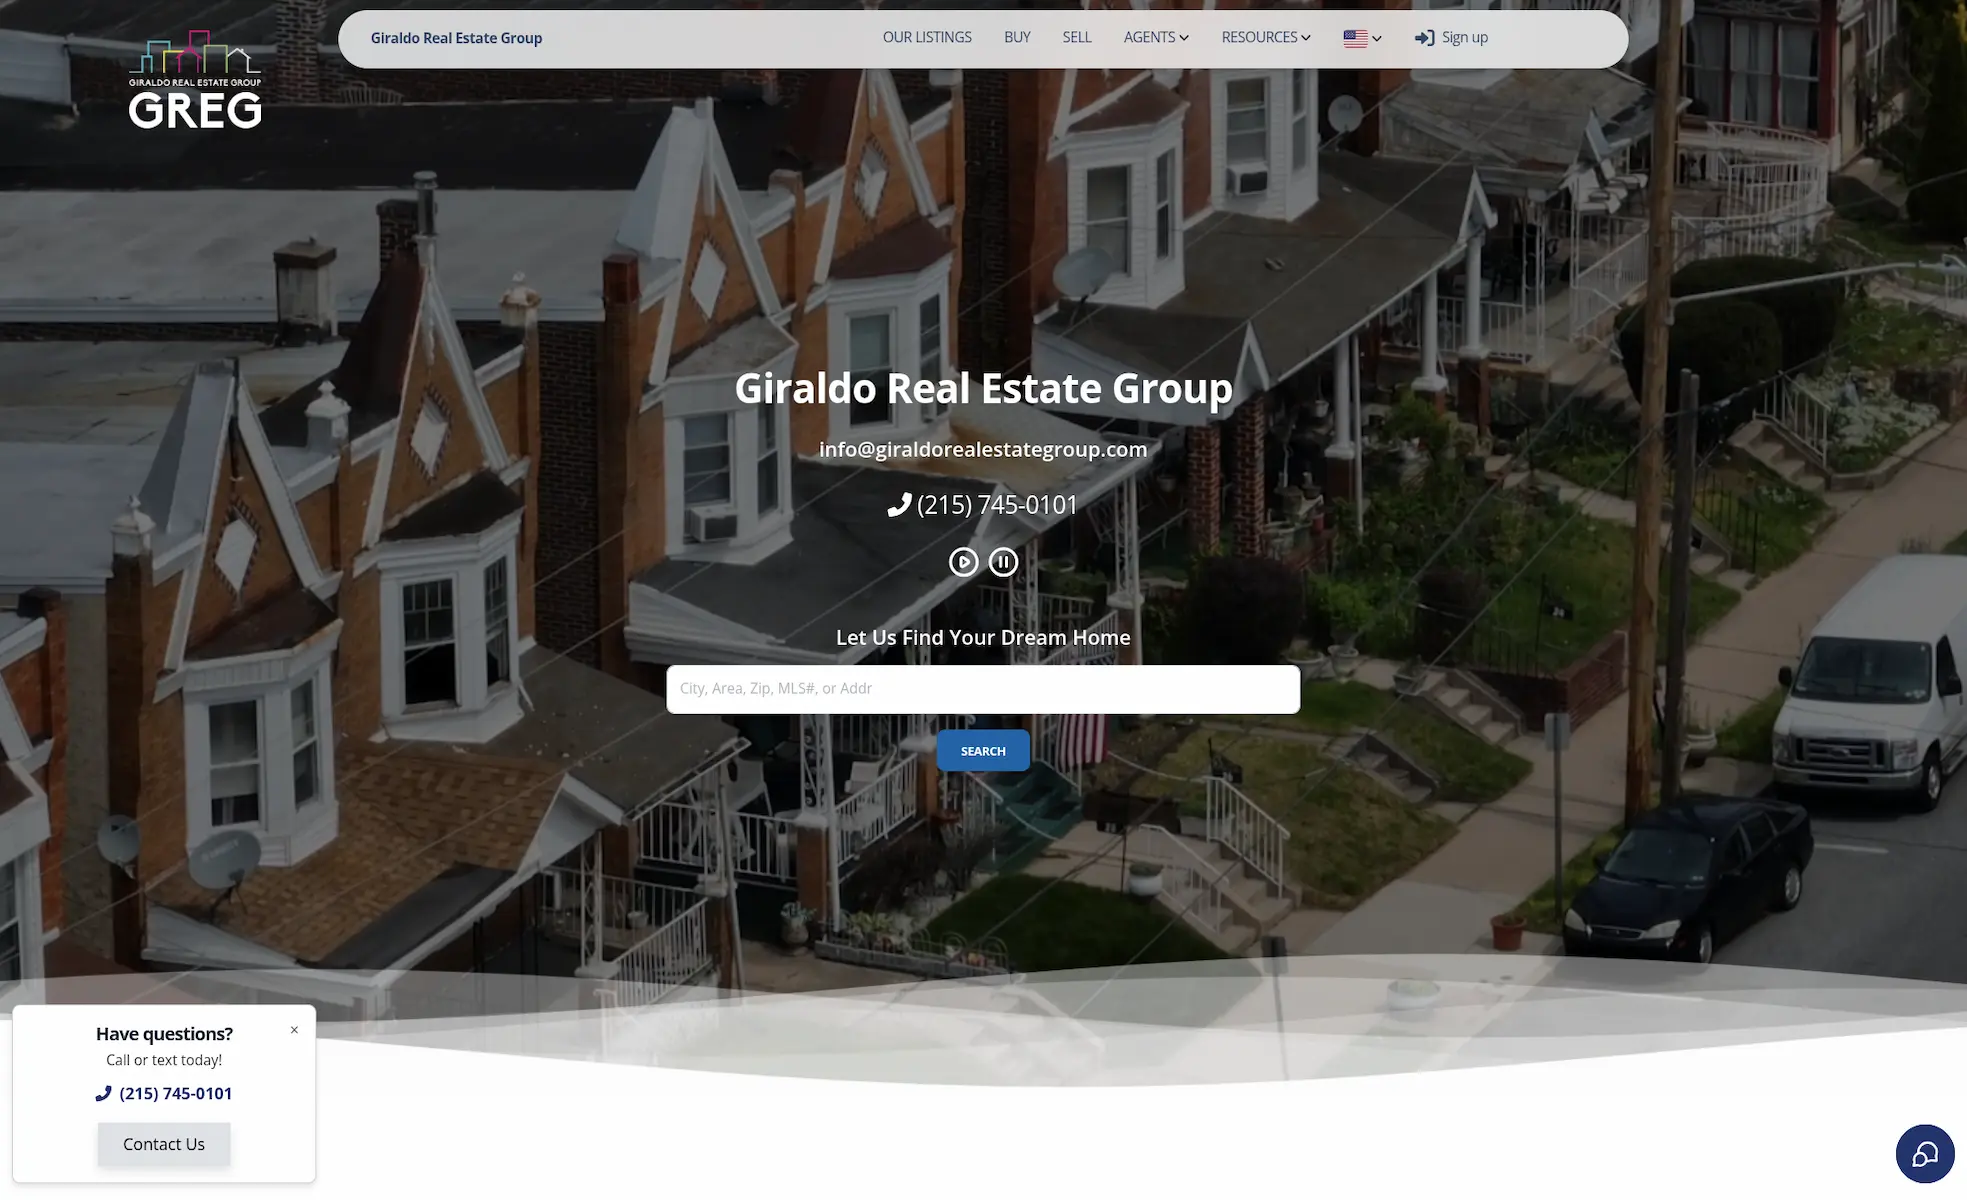 GIRALDO REAL ESTATE GROUP
GREG
Giraldo Real Estate Group
OUR LISTINGS
BUY
SELL
AGENTS
RESOURCES
Sign up
Giraldo Real Estate Group
info@giraldorealestategroup.com
(215) 745-0101
Let Us Find Your Dream Home
City, Area, Zip, MLS#, or Addr
SEARCH
Have questions?
×
Call or text today!
(215) 745-0101
Contact Us